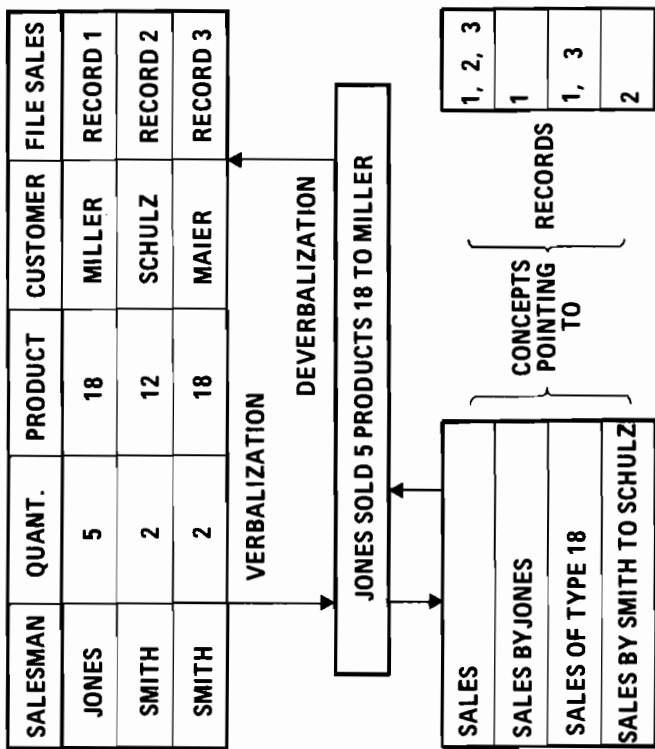 SALESMAN QUANT. PRODUCT CUSTOMER FILE SALES
JONES 5 18 MILLER RECORD 1
SMITH 2 12 SCHULZ RECORD 2
SMITH 2 18 MAIER RECORD 3
VERBALIZATION
DEVERBALIZATION
JONES SOLD 5 PRODUCTS 18 TO MILLER
SALES
SALES BY JONES
SALES OF TYPE 18
SALES BY SMITH TO SCHULZ
CONCEPTS
POINTING
TO
RECORDS
1, 2, 3
1
1, 3
2